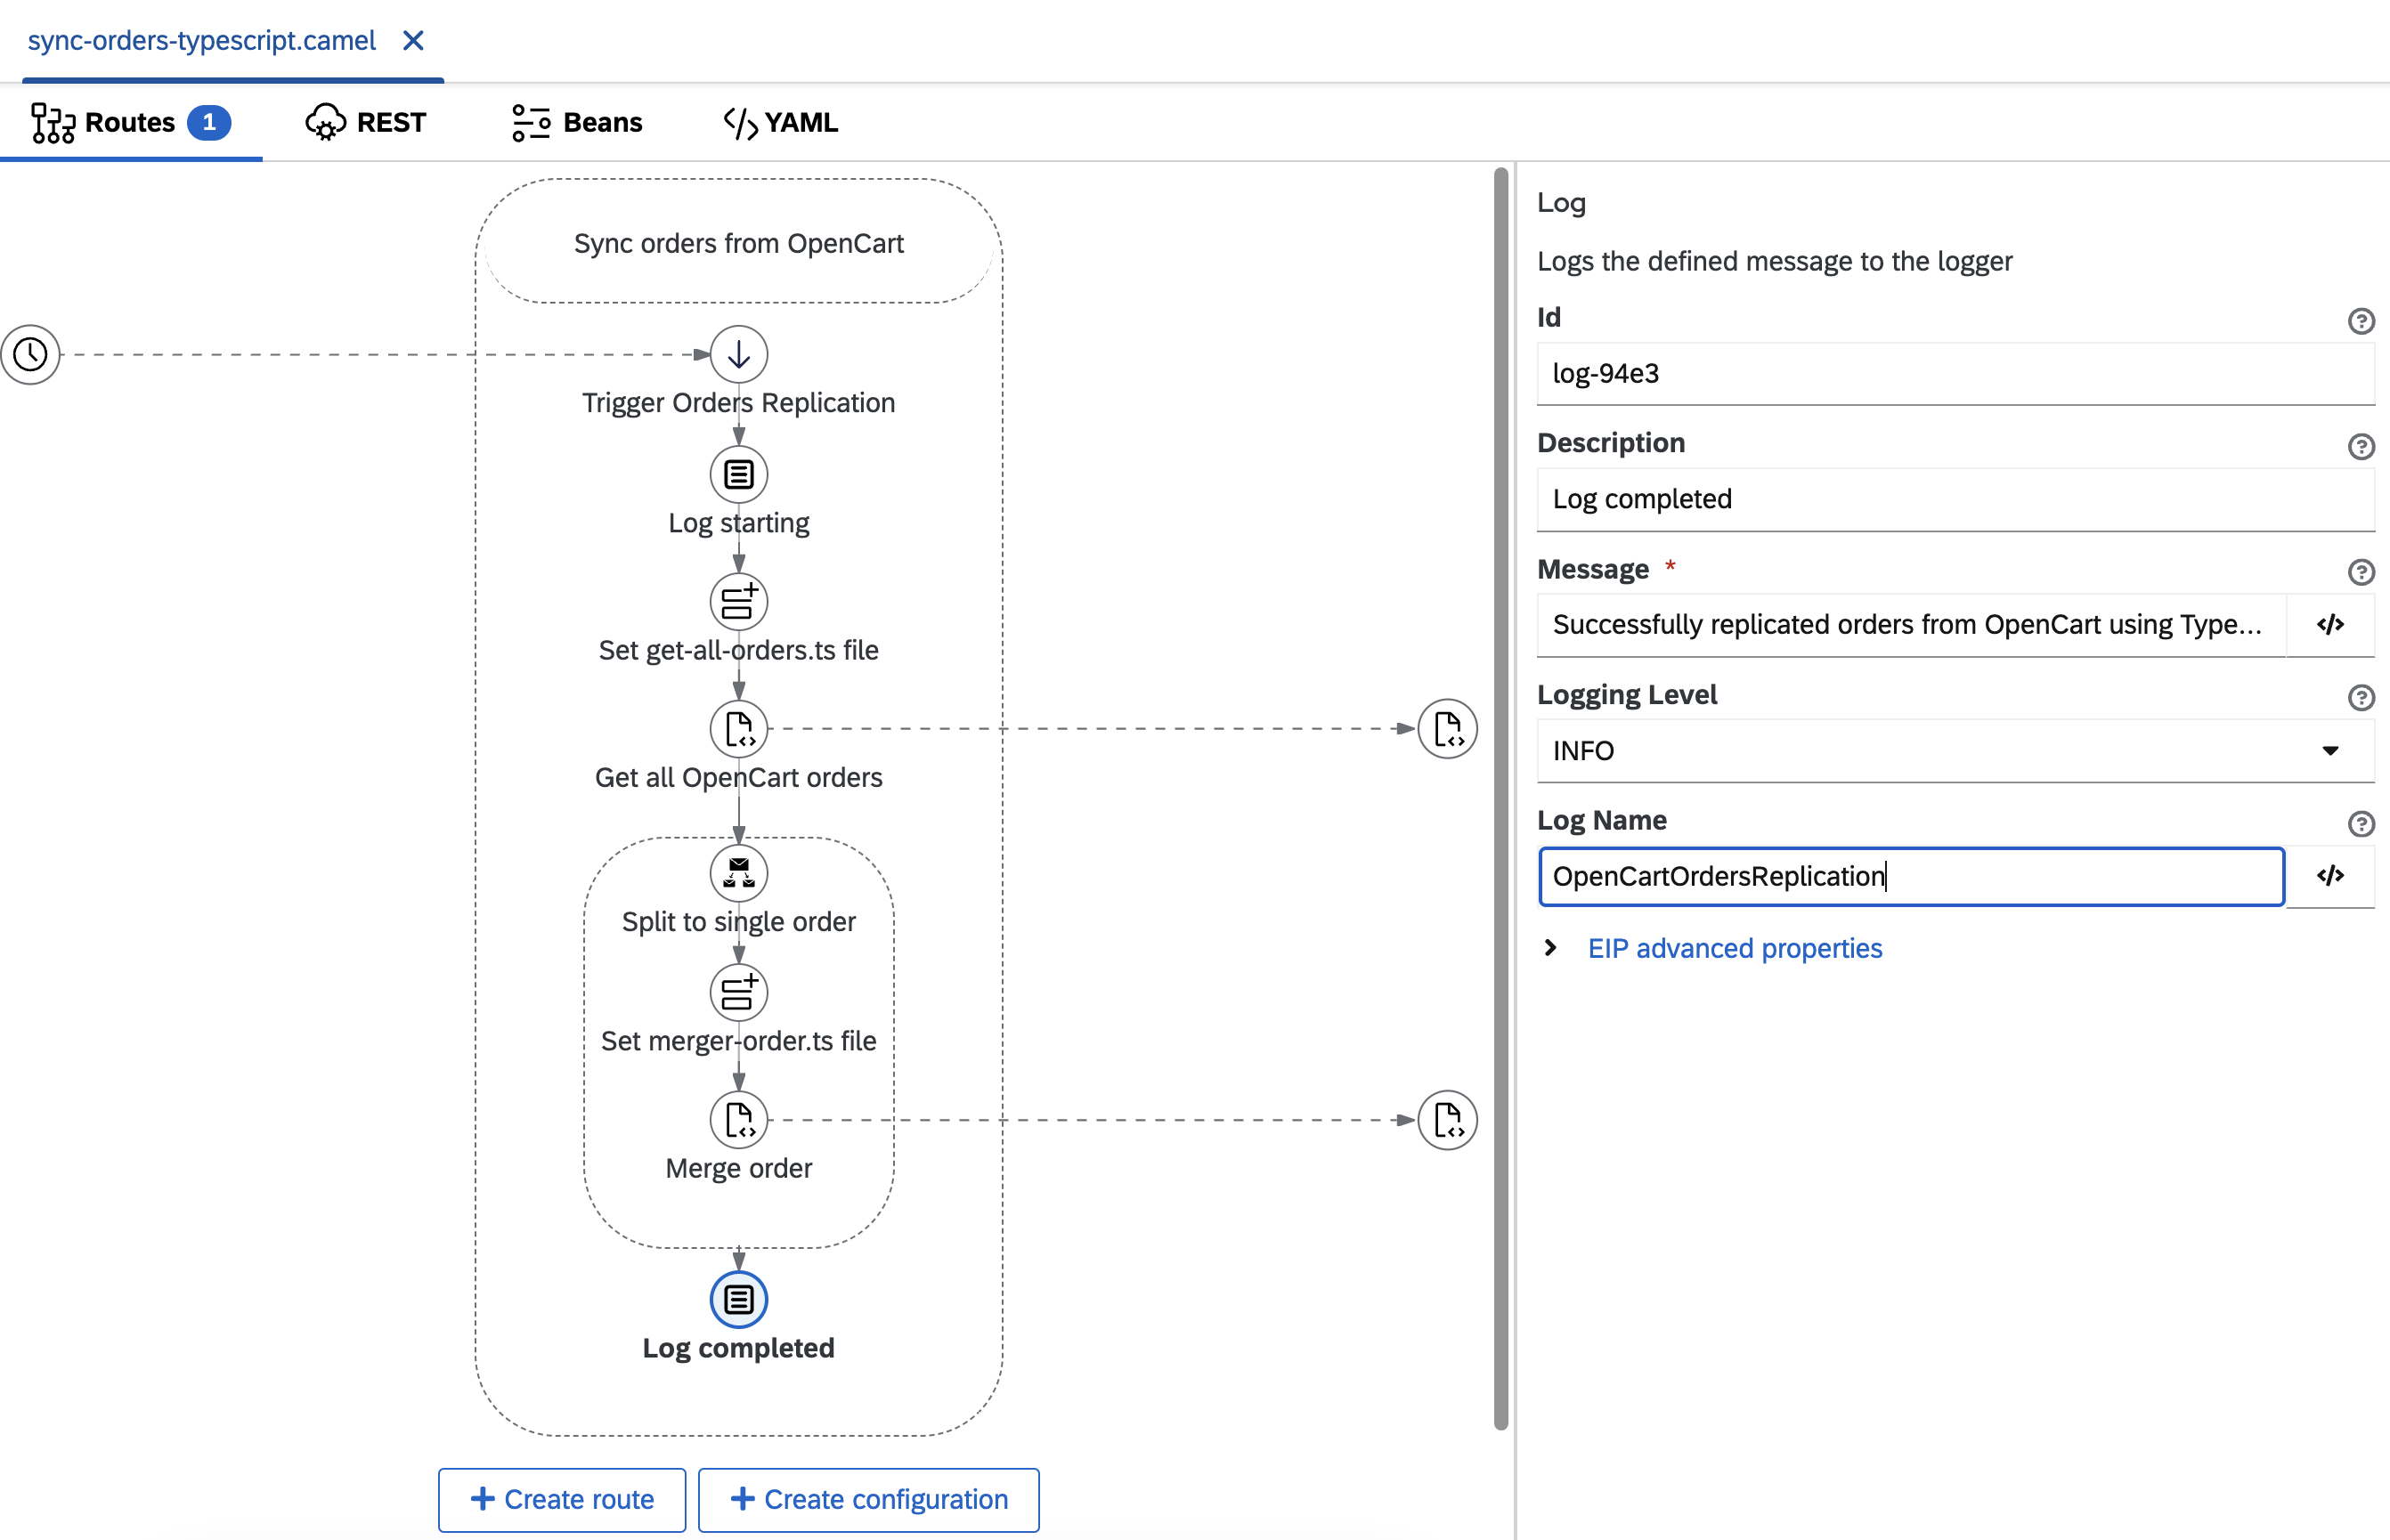 sync-orders-typescript.camel
Routes 1
REST
Beans
YAML
Sync orders from OpenCart
Trigger Orders Replication
Log starting
Set get-all-orders.ts file
Get all OpenCart orders
Split to single order
Set merger-order.ts file
Merge order
Log completed
Create route
Create configuration
Log
Logs the defined message to the logger
Id
log-94e3
Description
Log completed
Message *
Successfully replicated orders from OpenCart using Type...
Logging Level
INFO
Log Name
OpenCartOrdersReplication
EIP advanced properties